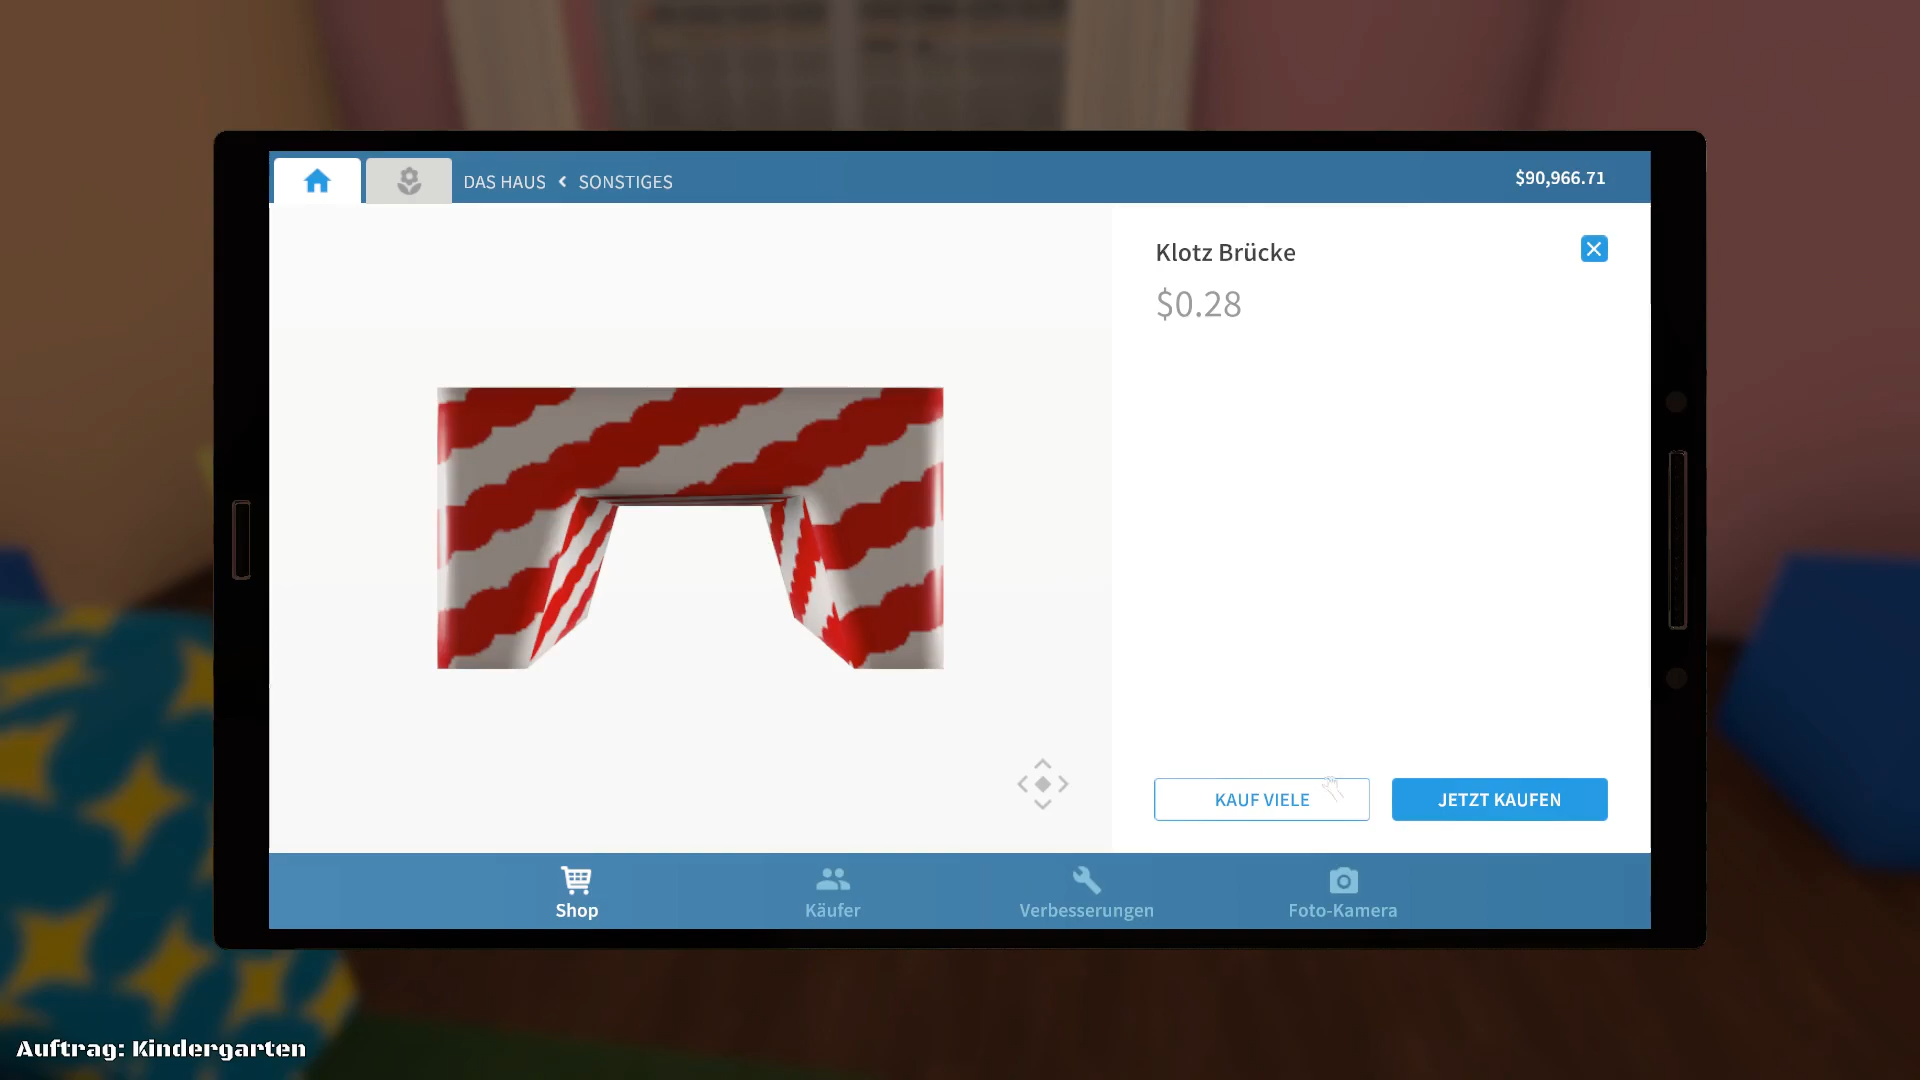 DAS HAUS < SONSTIGES
$90,966.71
Klotz Brücke
$0.28
KAUF VIELE
JETZT KAUFEN
Shop
Käufer
Verbesserungen
Foto-Kamera
Auftrag: Kindergarten